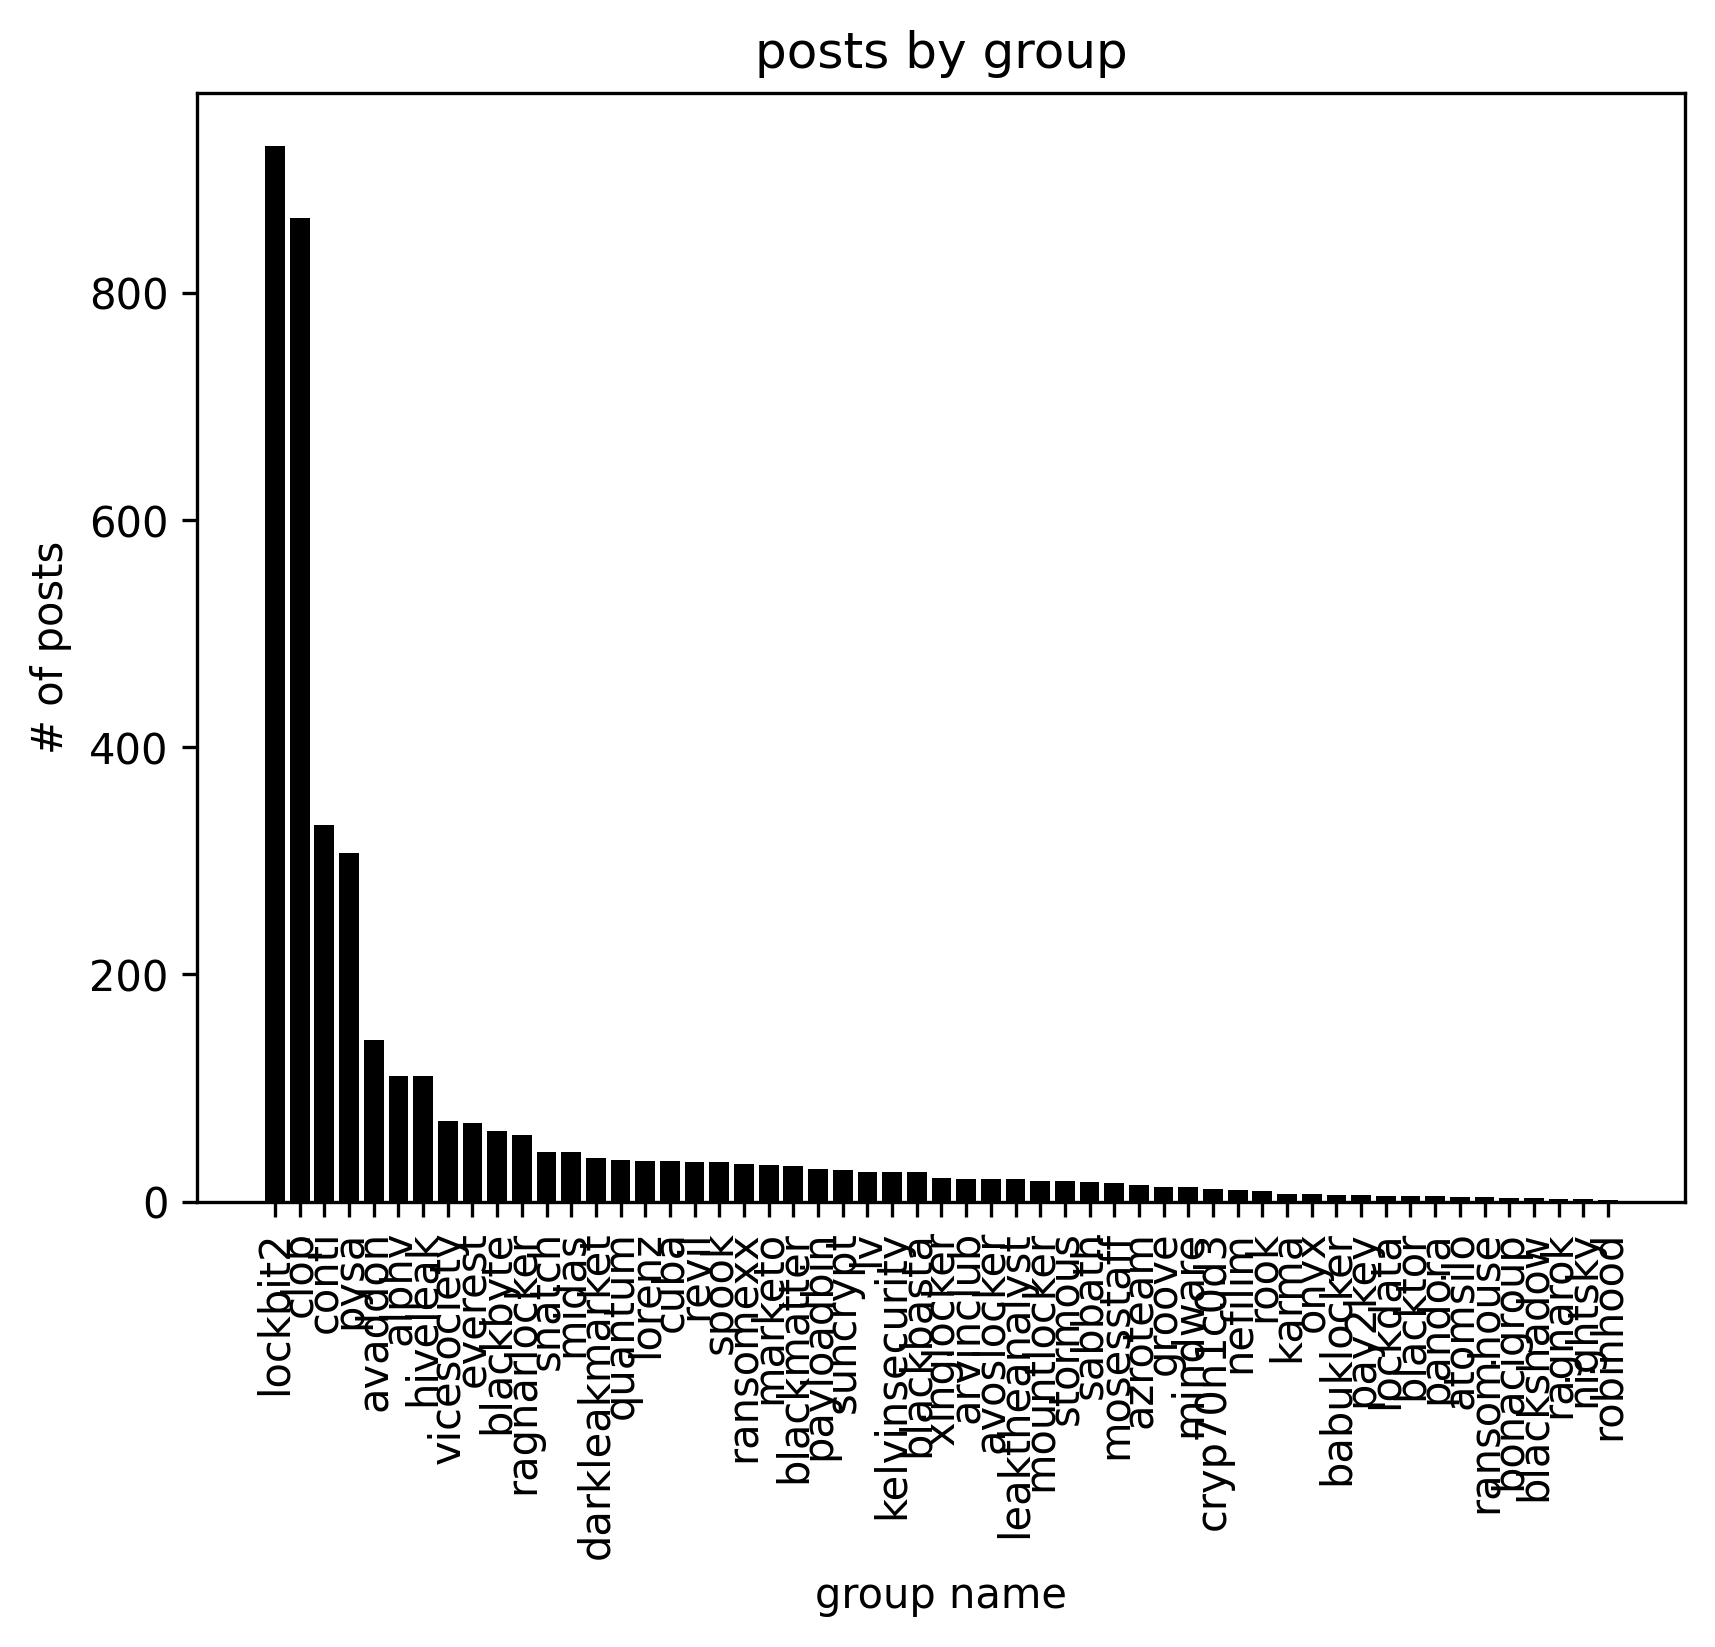 posts by group
# of posts
800
600
400
200
0
lockbit2
clop
conti
pysa
avaddon
alphv
hiveleak
vicesociety
everest
blackbyte
ragnarlocker
snatch
midas
darkleakmarket
quantum
lorenz
cuba
revil
spook
ransomexx
marketo
blackmatter
payloadbin
suncrypt
jv
kelvinsecurity
blackbasta
xinglocker
arvinclub
avoslocker
leaktheanalyst
mountlocker
stormous
sabbath
mosesstaff
azroteam
groove
mindware
cryp70n1c0d3
nefilim
rook
karma
onyx
babuklocker
pay2key
lockdata
blacktor
pandora
atomsilo
ransomhouse
bonacigroup
blackshadow
ragnarok
nightsky
robinhood
group name